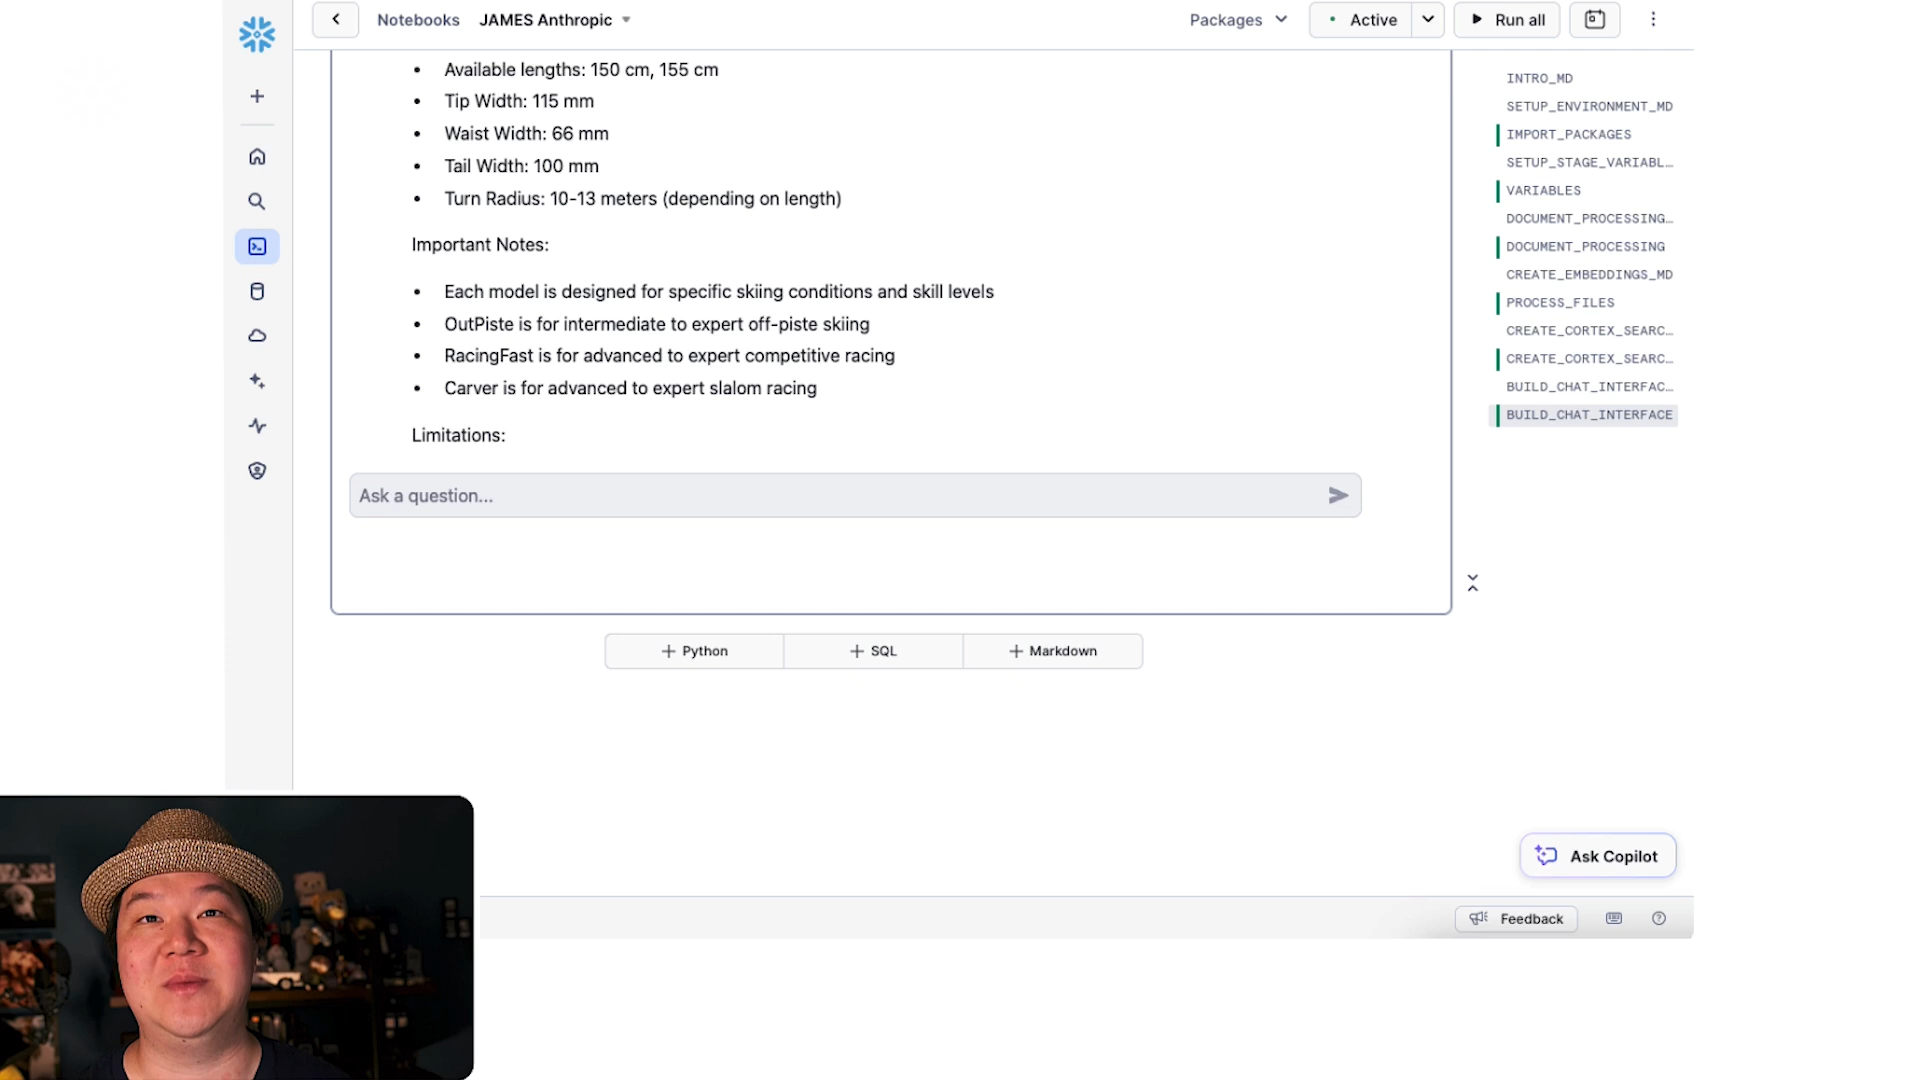 Notebooks JAMES Anthropic
Packages
Active
Run all
Available lengths: 150 cm, 155 cm
Tip Width: 115 mm
Waist Width: 66 mm
Tail Width: 100 mm
Turn Radius: 10-13 meters (depending on length)
Important Notes:
Each model is designed for specific skiing conditions and skill levels
OutPiste is for intermediate to expert off-piste skiing
RacingFast is for advanced to expert competitive racing
Carver is for advanced to expert slalom racing
Limitations:
Ask a question...
+ Python
+ SQL
+ Markdown
INTRO_MD
SETUP_ENVIRONMENT_MD
IMPORT_PACKAGES
SETUP_STAGE_VARIABL...
VARIABLES
DOCUMENT_PROCESSING...
DOCUMENT_PROCESSING
CREATE_EMBEDDINGS_MD
PROCESS_FILES
CREATE_CORTEX_SEARC...
CREATE_CORTEX_SEARC...
BUILD_CHAT_INTERFAC...
BUILD_CHAT_INTERFACE
Ask Copilot
Feedback